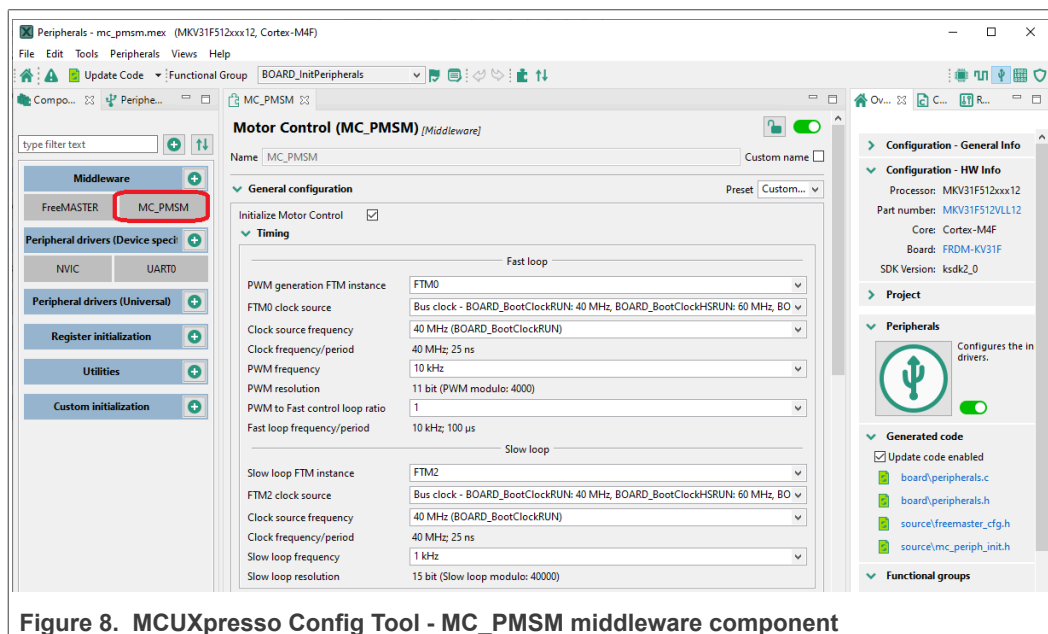 Peripherals - mc_pmsm.mex (MKV31F512xxx12, Cortex-M4F)
File Edit Tools Peripherals Views Help
Update Code Functional Group BOARD_InitPeripherals
Compo... Periphe...
type filter text
Middleware
FreeMASTER MC_PMSM
Peripheral drivers (Device specif
NVIC UART0
Peripheral drivers (Universal)
Register initialization
Utilities
Custom initialization
MC_PMSM
Motor Control (MC_PMSM) [Middleware]
Name MC_PMSM Custom name
General configuration Preset Custom...
Initialize Motor Control
Timing
Fast loop
PWM generation FTM instance FTM0
FTM0 clock source Bus clock - BOARD_BootClockRUN: 40 MHz, BOARD_BootClockHSRUN: 60 MHz, BO
Clock source frequency 40 MHz (BOARD_BootClockRUN)
Clock frequency/period 40 MHz; 25 ns
PWM frequency 10 kHz
PWM resolution 11 bit (PWM modulo: 4000)
PWM to Fast control loop ratio 1
Fast loop frequency/period 10 kHz; 100 µs
Slow loop
Slow loop FTM instance FTM2
FTM2 clock source Bus clock - BOARD_BootClockRUN: 40 MHz, BOARD_BootClockHSRUN: 60 MHz, BO
Clock source frequency 40 MHz (BOARD_BootClockRUN)
Clock frequency/period 40 MHz; 25 ns
Slow loop frequency 1 kHz
Slow loop resolution 15 bit (Slow loop modulo: 40000)
Ov... C... R...
Configuration - General Info
Configuration - HW Info
Processor: MKV31F512xxx12
Part number: MKV31F512VLL12
Core: Cortex-M4F
Board: FRDM-KV31F
SDK Version: ksdk2_0
Project
Peripherals
Configures the in
drivers.
Generated code
Update code enabled
board\peripherals.c
board\peripherals.h
source\freemaster_cfg.h
source\mc_periph_init.h
Functional groups
Figure 8. MCUXpresso Config Tool - MC_PMSM middleware component